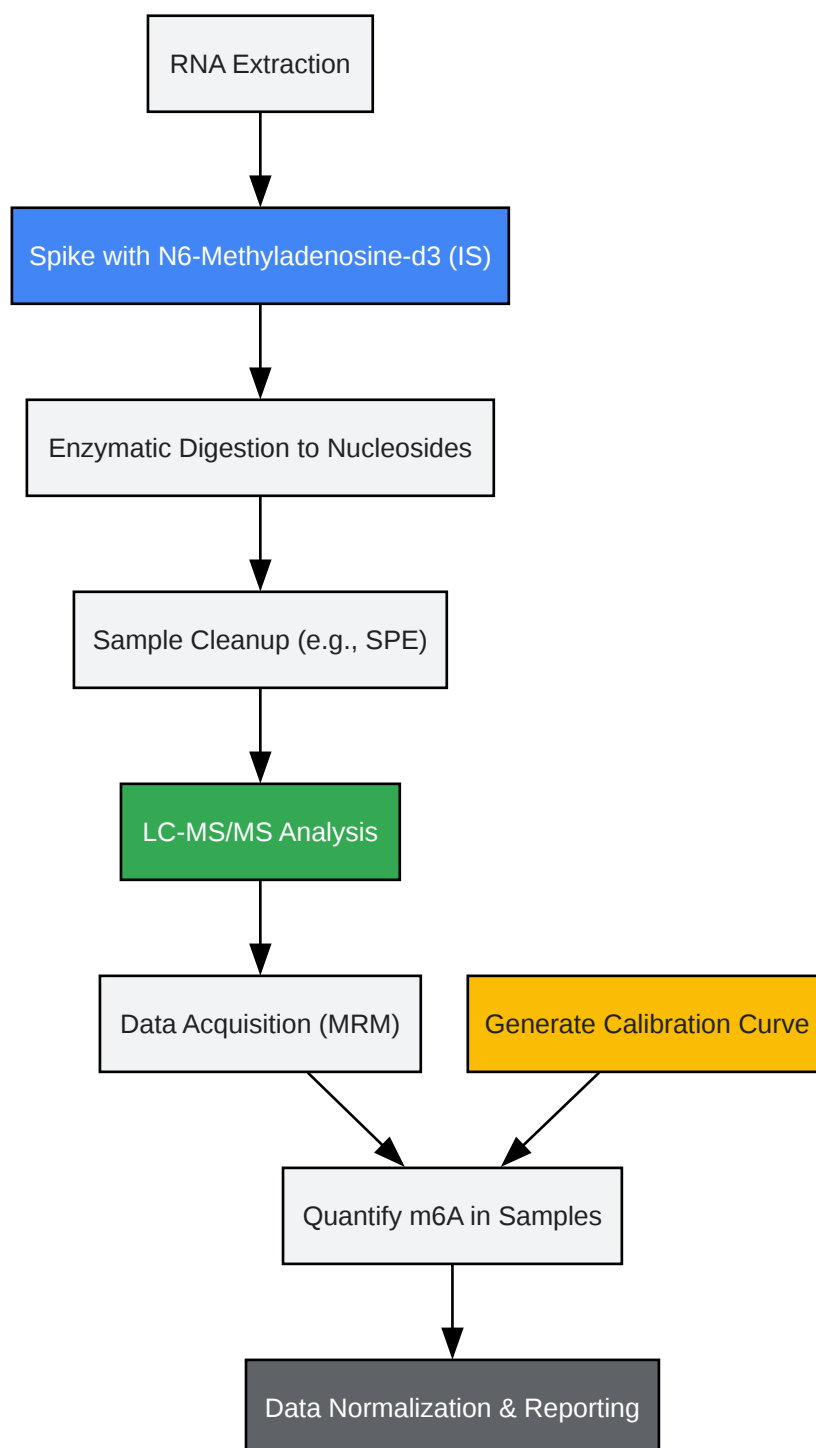 RNA Extraction
Spike with N6-Methyladenosine-d3 (IS)
Enzymatic Digestion to Nucleosides
Sample Cleanup (e.g., SPE)
LC-MS/MS Analysis
Data Acquisition (MRM)
Generate Calibration Curve
Quantify m6A in Samples
Data Normalization & Reporting